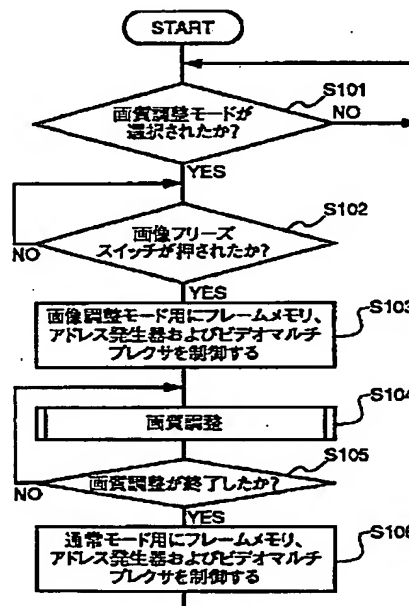 START
S101
画質調整モードが
選択されたか?
NO
YES
S102
画像フリーズ
スイッチが押されたか?
NO
YES
S103
画像調整モード用にフレームメモリ、
アドレス発生器およびビデオマルチ
プレクサを制御する
S104
画質調整
S105
画質調整が終了したか?
NO
YES
S106
通常モード用にフレームメモリ、
アドレス発生器およびビデオマルチ
プレクサを制御する